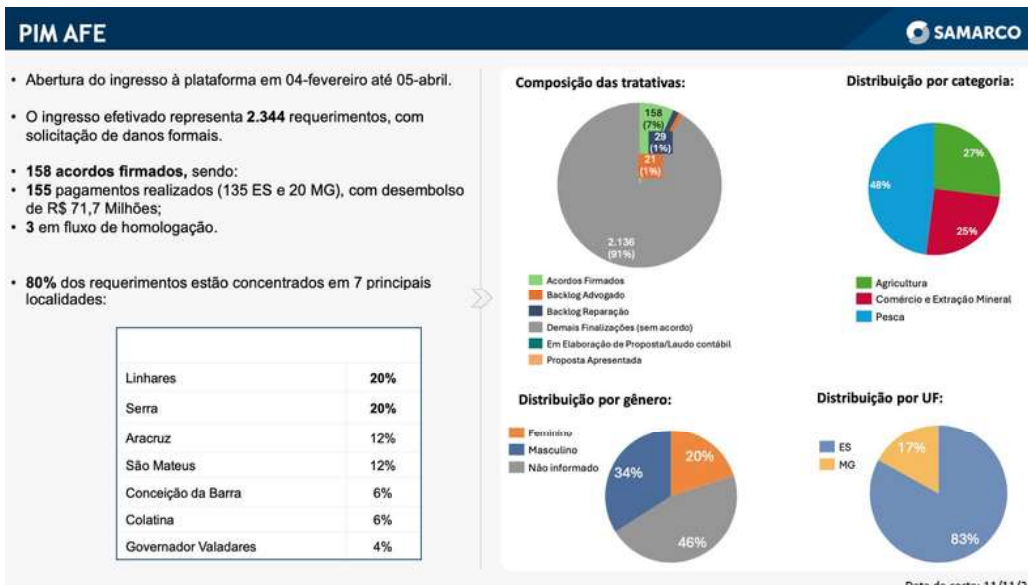 PIM AFE
SAMARCO
• Abertura do ingresso à plataforma em 04-fevereiro até 05-abril.
• O ingresso efetivado representa 2.344 requerimentos, com
solicitação de danos formais.
• 158 acordos firmados, sendo:
• 155 pagamentos realizados (135 ES e 20 MG), com desembolso
de R$ 71,7 Milhões;
• 3 em fluxo de homologação.
• 80% dos requerimentos estão concentrados em 7 principais
localidades:
Linhares 20%
Serra 20%
Aracruz 12%
São Mateus 12%
Conceição da Barra 6%
Colatina 6%
Governador Valadares 4%
Composição das tratativas:
158
(7%)
29
(1%)
21
(1%)
2.136
(91%)
Acordos Firmados
Backlog Advogado
Backlog Reparação
Demais Finalizações (sem acordo)
Em Elaboração de Proposta/Laudo contábil
Proposta Apresentada
Distribuição por categoria:
27%
48%
25%
Agricultura
Comércio e Extração Mineral
Pesca
Distribuição por gênero:
Feminino
Masculino
Não informado
34%
20%
46%
Distribuição por UF:
ES
MG
17%
83%